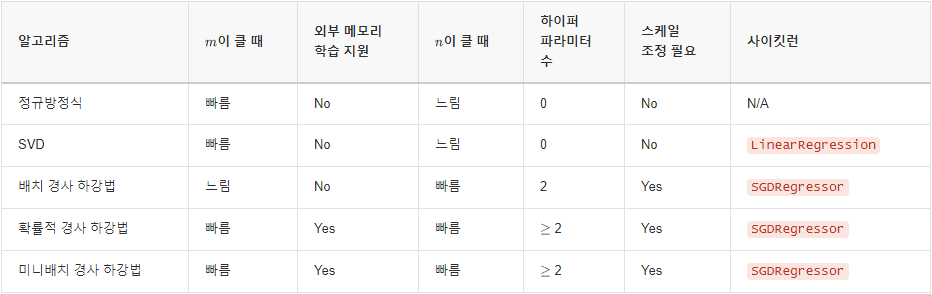 알고리즘 m이 클 때 외부 메모리 학습 지원 n이 클 때 하이퍼 파라미터 수 스케일 조정 필요 사이킷런
정규방정식 빠름 No 느림 0 No N/A
SVD 빠름 No 느림 0 No LinearRegression
배치 경사 하강법 느림 No 빠름 2 Yes SGDRegressor
확률적 경사 하강법 빠름 Yes 빠름 ≥ 2 Yes SGDRegressor
미니배치 경사 하강법 빠름 Yes 빠름 ≥ 2 Yes SGDRegressor